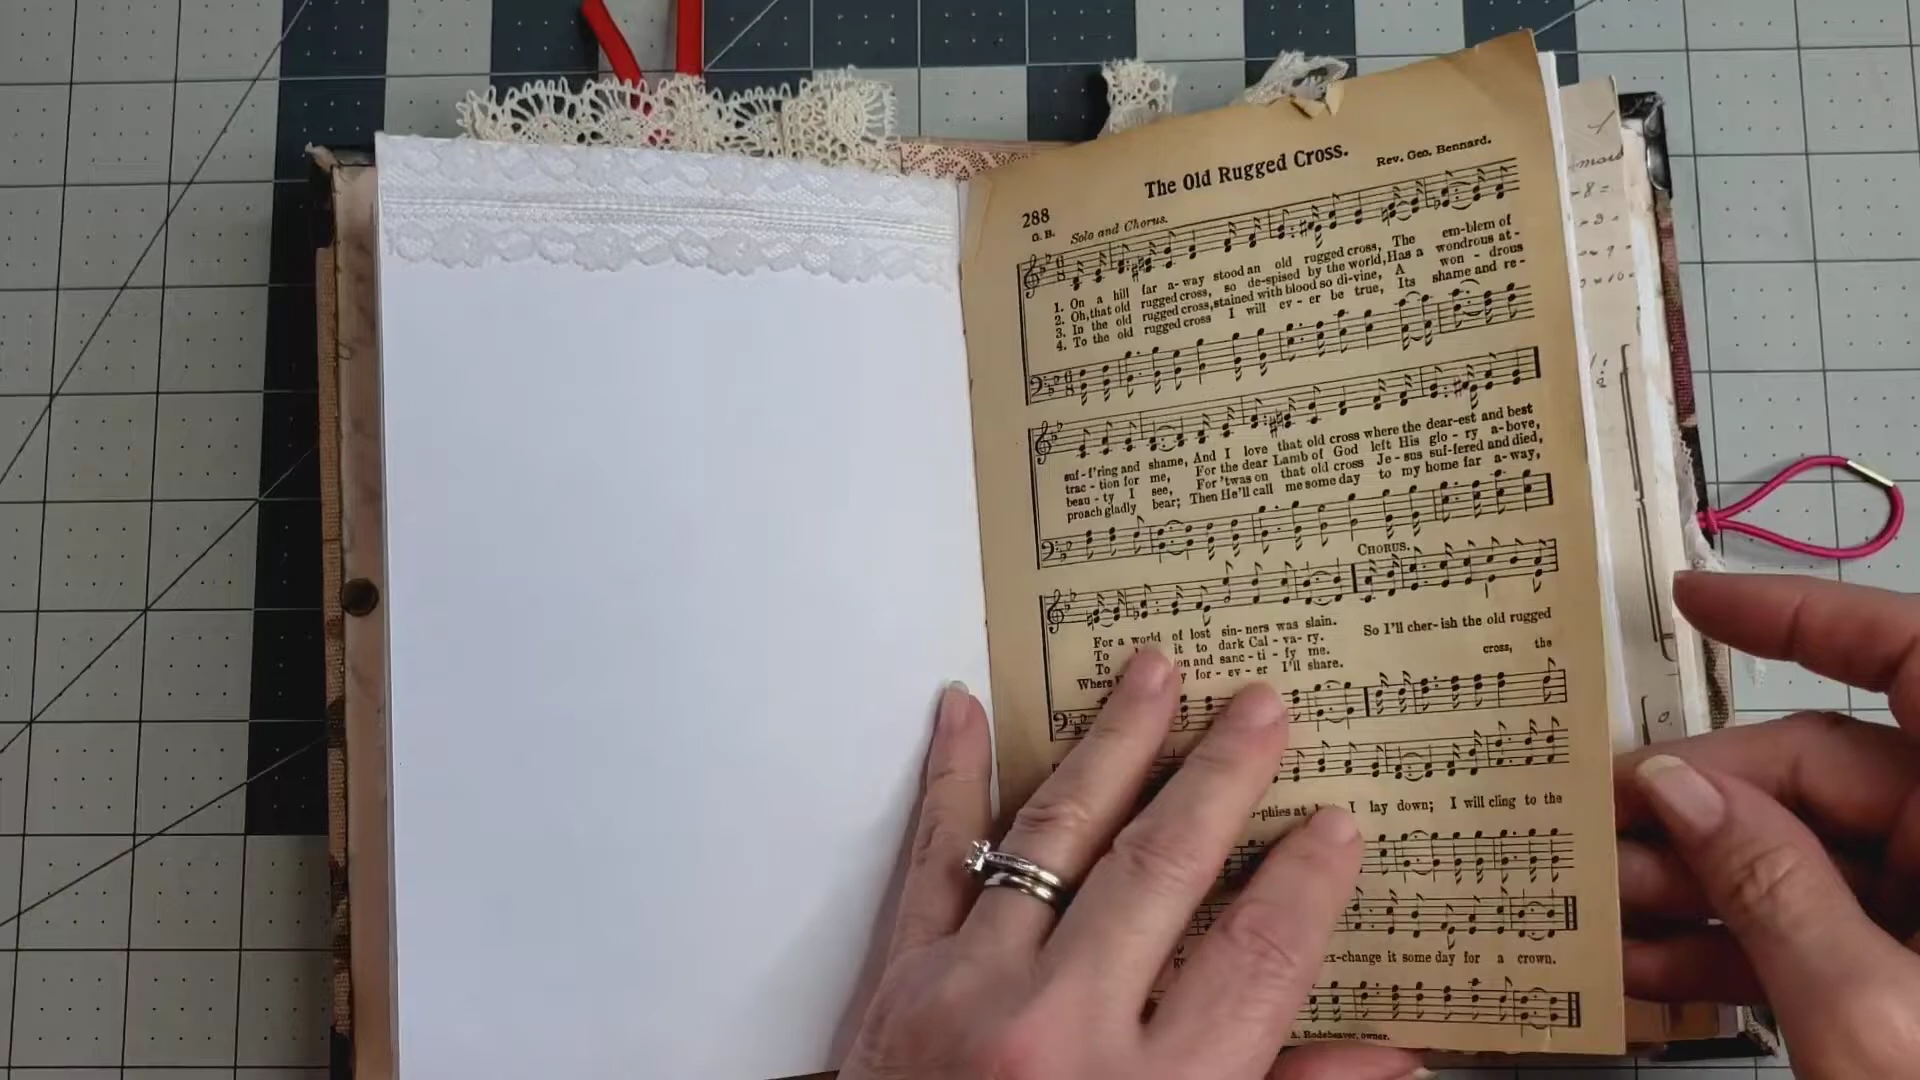 The Old Rugged Cross.
288
G. B.
Solo and Chorus.
Rev. Geo. Bennard.
1. On a hill far a-way stood an old rugged cross, The em-blem of
2. Oh, that old rugged cross, so de-spised by the world, Has a wondrous at-
3. In the old rugged cross, stained with blood so di-vine, A won - drous
4. To the old rugged cross I will ev - er be true, Its shame and re-
suf-f'ring and shame, And I love that old cross where the dear-est and best
trac - tion for me, For the dear Lamb of God left His glo - ry a-bove,
beau - ty I see, For 'twas on that old cross Je - sus suf-fered and died,
proach gladly bear; Then He'll call me some day to my home far a-way,
CHORUS.
For a world of lost sin-ners was slain.
To it to dark Cal - va - ry.
To on and sanc - ti - fy me.
Where y for - ev - er I'll share.
So I'll cher-ish the old rugged
cross, the
-phies at I lay down; I will cling to the
ex-change it some day for a crown.
A. Rodeheaver, owner.